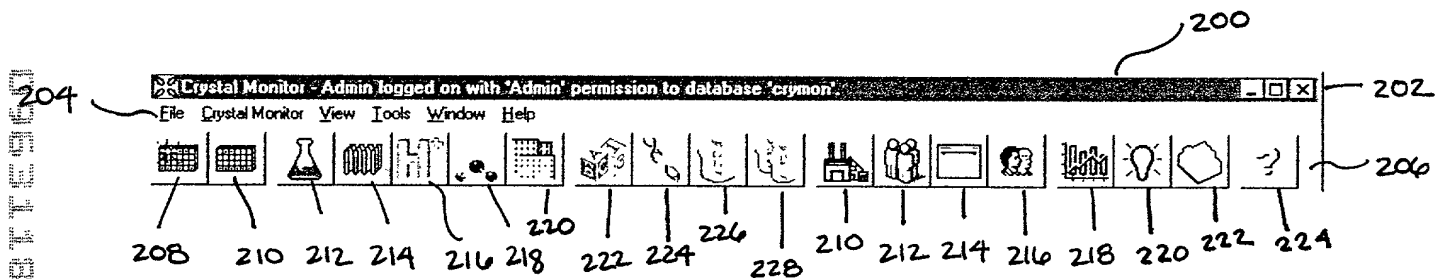 200
Crystal Monitor - Admin logged on with 'Admin' permission to database 'crymon'
202
204
File Crystal Monitor View Tools Window Help
206
208 210 212 214 216 218 220 222 224 226 228 210 212 214 216 218 220 222 224